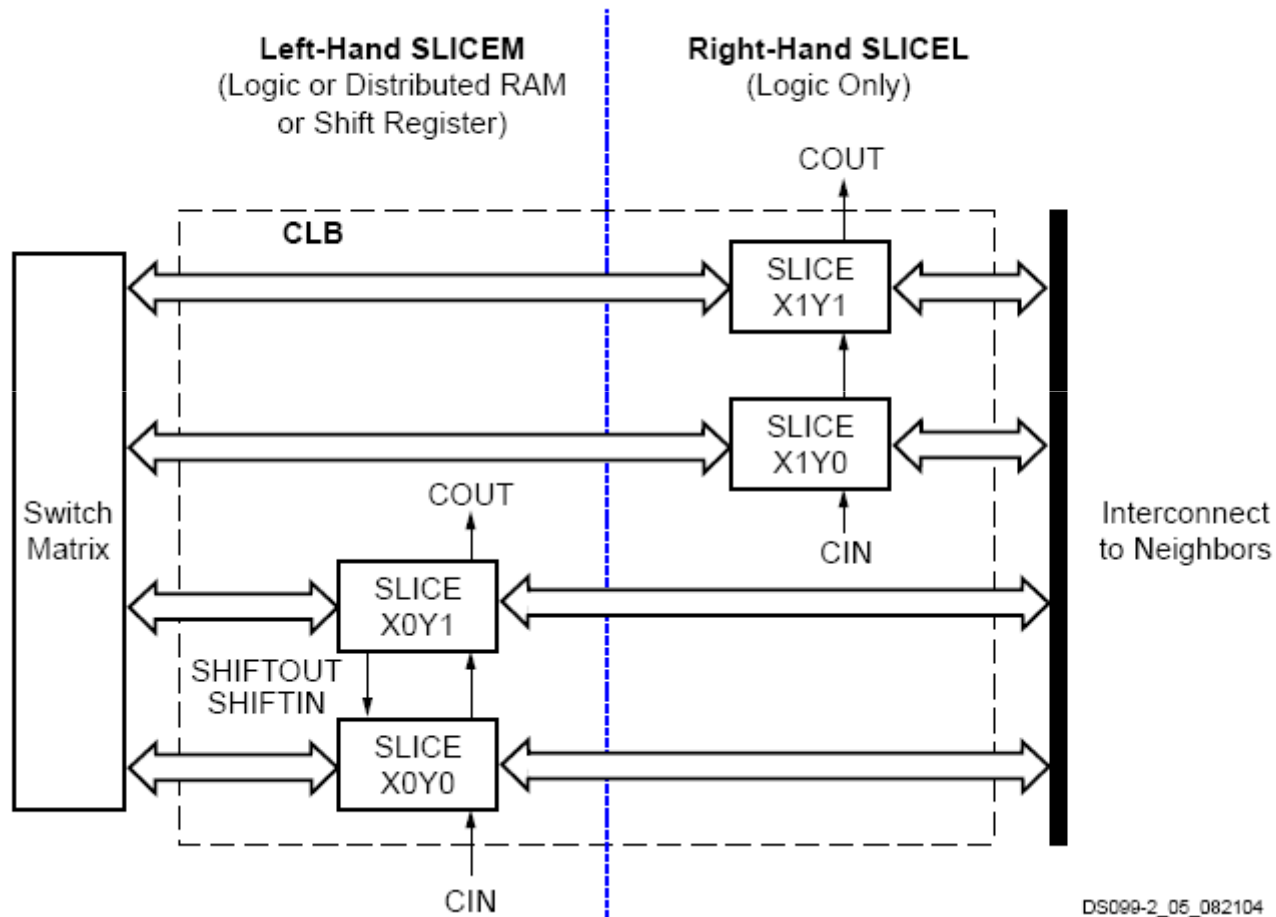 Left-Hand SLICEM
(Logic or Distributed RAM
or Shift Register)
Right-Hand SLICEL
(Logic Only)
COUT
CLB
SLICE
X1Y1
SLICE
X1Y0
COUT
CIN
Switch
Matrix
Interconnect
to Neighbors
SLICE
X0Y1
SHIFTOUT
SHIFTIN
SLICE
X0Y0
CIN
DS099-2_05_082104